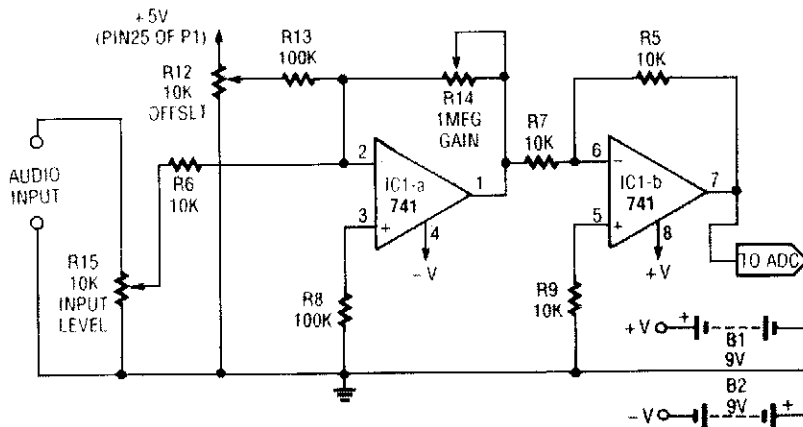 +5V
(PIN25 OF P1)
R12
10K
OFFSET
R13
100K
R14
1MEG
GAIN
R5
10K
R7
10K
AUDIO
INPUT
R6
10K
2
3
1
4
IC1-a
741
-V
6
5
7
8
IC1-b
741
+V
TO ADC
R15
10K
INPUT
LEVEL
R8
100K
R9
10K
+V
+
B1
9V
B2
9V
-V
+